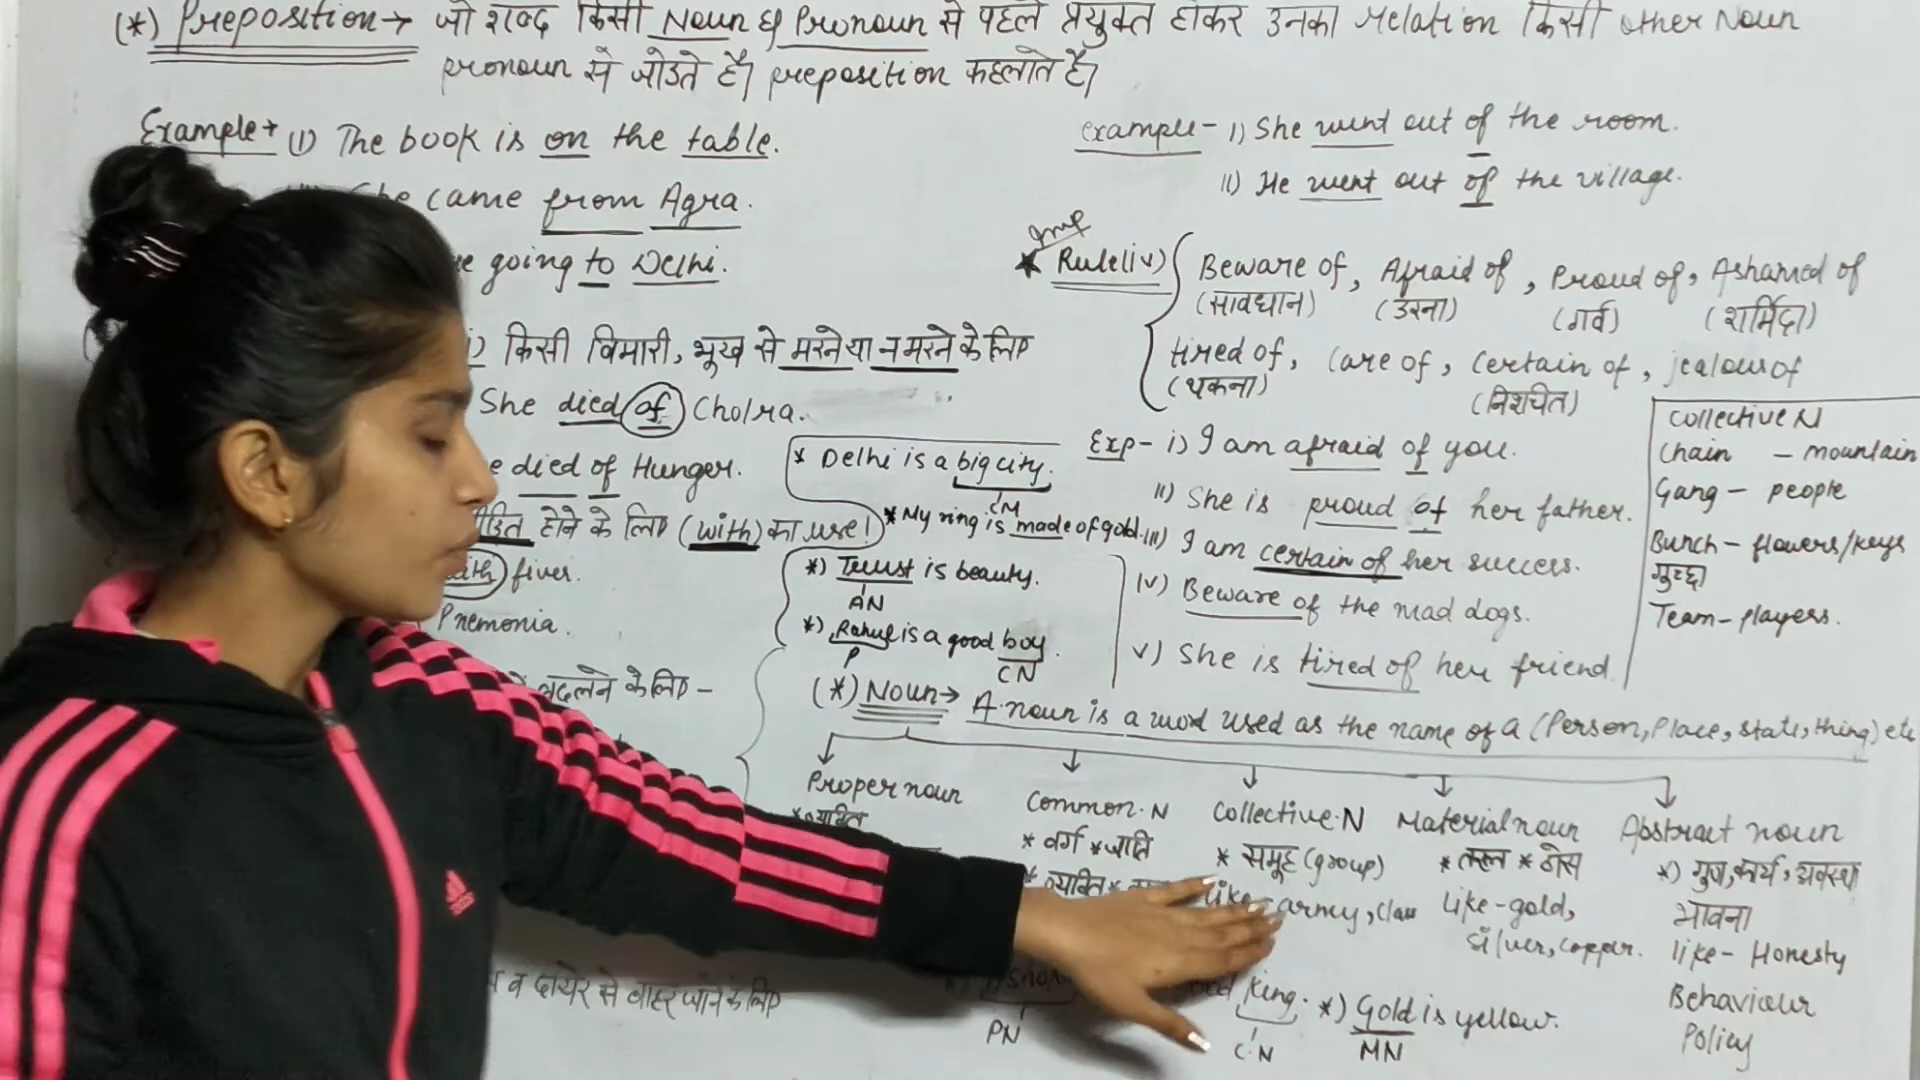 (*) Preposition→ जो शब्द किसी Noun & Pronoun से पहले प्रयुक्त होकर उनका relation किसी other Noun
pronoun से जोडते है। preposition कहलाते है।
Example→ (I) The book is on the table.
she came from Agra.
going to Delhi.
किसी बिमारी, भूख से मरने या न मरने के लिए
She died of Cholra.
died of Hunger.
होने के लिए (with) का use!
with fiver.
Pnemonia.
बदलने के लिए -
व दायरे से बाहर जाने के लिए
example- I) She went out of the room.
II) He went out of the village.
Imp
★ Rule(iv) Beware of, Afraid of, Proud of, Ashamed of
(सावधान) (डरना) (गर्व) (शर्मिंदा)
tired of, Care of, Certain of, jealous of
(थकना) (निश्चित)
Exp- i) I am afraid of you.
II) She is proud of her father.
III) I am certain of her success.
IV) Beware of the mad dogs.
V) She is tired of her friend.
Collective N
Chain - mountain
Gang - people
Bunch - flowers/keys
गुच्छा
Team - players.
* Delhi is a big city.
CM
* My ring is made of gold.
*) Trust is beauty.
AN
*) Rahul is a good boy.
P CN
(*) Noun→ A noun is a word used as the name of a (Person, Place, state, thing) etc
Proper noun
*व्यक्ति
Common.N
* वर्ग *जाति
* व्यक्ति *
Collective.N
* समूह (group)
like - army, class
Material noun
* तरल * ठोस
like - gold,
silver, copper.
Abstract noun
*) गुण, कार्य, अवस्था
भावना
like - Honesty
Behaviour
Policy
PN
king.
C.N
*) Gold is yellow.
MN